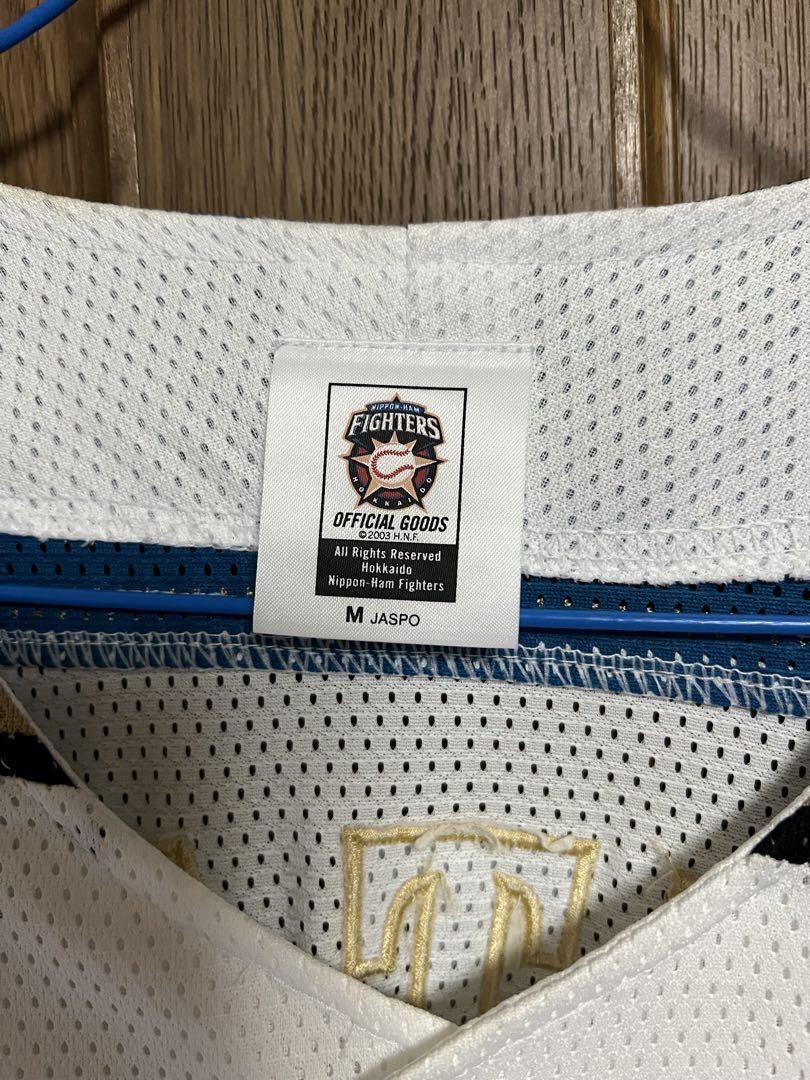 NIPPON-HAM
FIGHTERS
HOKKAIDO
OFFICIAL GOODS
©2003 H.N.F.
All Rights Reserved
Hokkaido
Nippon-Ham Fighters
M JASPO
T